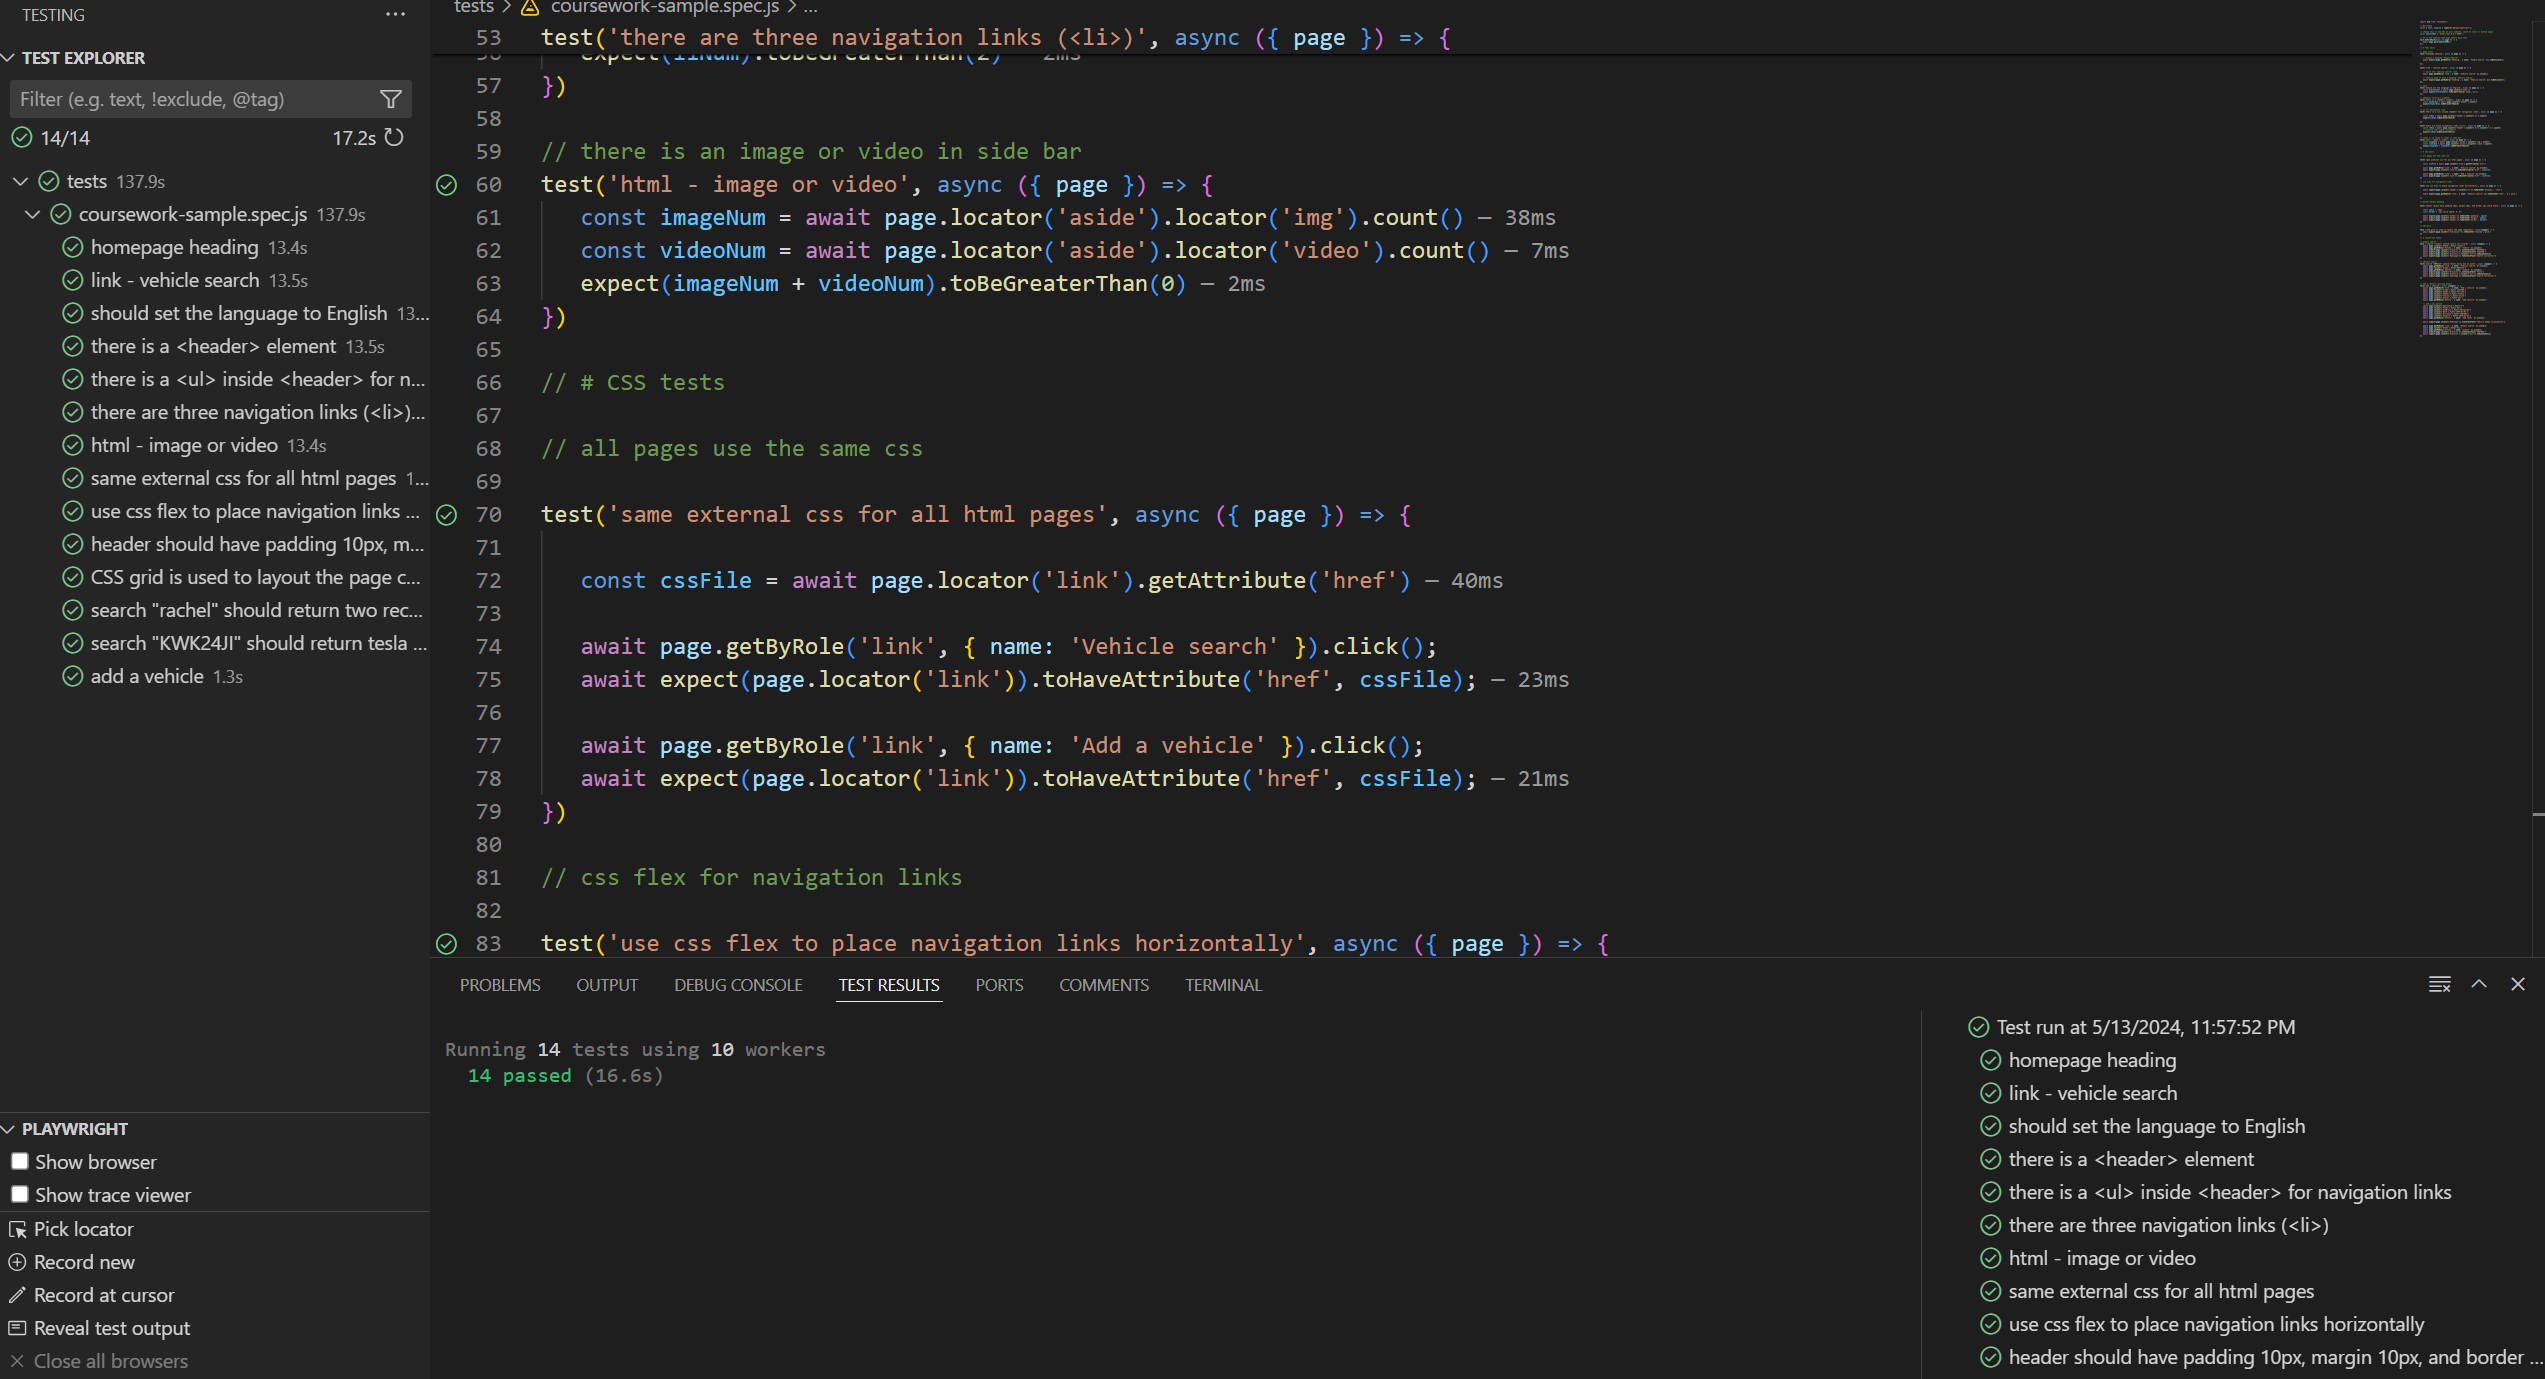 TESTING
TEST EXPLORER
Filter (e.g. text, !exclude, @tag)
14/14 17.2s
tests 137.9s
coursework-sample.spec.js 137.9s
homepage heading 13.4s
link - vehicle search 13.5s
should set the language to English 13...
there is a <header> element 13.5s
there is a <ul> inside <header> for n...
there are three navigation links (<li>)...
html - image or video 13.4s
same external css for all html pages 1...
use css flex to place navigation links ...
header should have padding 10px, m...
CSS grid is used to layout the page c...
search "rachel" should return two rec...
search "KWK24JI" should return tesla ...
add a vehicle 1.3s
PLAYWRIGHT
Show browser
Show trace viewer
Pick locator
Record new
Record at cursor
Reveal test output
Close all browsers
tests > coursework-sample.spec.js > ...
53 test('there are three navigation links (<li>)', async ({ page }) => {
56 expect(liNum).toBeGreaterThan(2) — 2ms
57 })
58
59 // there is an image or video in side bar
60 test('html - image or video', async ({ page }) => {
61 const imageNum = await page.locator('aside').locator('img').count() — 38ms
62 const videoNum = await page.locator('aside').locator('video').count() — 7ms
63 expect(imageNum + videoNum).toBeGreaterThan(0) — 2ms
64 })
65
66 // # CSS tests
67
68 // all pages use the same css
69
70 test('same external css for all html pages', async ({ page }) => {
71
72 const cssFile = await page.locator('link').getAttribute('href') — 40ms
73
74 await page.getByRole('link', { name: 'Vehicle search' }).click();
75 await expect(page.locator('link')).toHaveAttribute('href', cssFile); — 23ms
76
77 await page.getByRole('link', { name: 'Add a vehicle' }).click();
78 await expect(page.locator('link')).toHaveAttribute('href', cssFile); — 21ms
79 })
80
81 // css flex for navigation links
82
83 test('use css flex to place navigation links horizontally', async ({ page }) => {
PROBLEMS OUTPUT DEBUG CONSOLE TEST RESULTS PORTS COMMENTS TERMINAL
Running 14 tests using 10 workers
14 passed (16.6s)
Test run at 5/13/2024, 11:57:52 PM
homepage heading
link - vehicle search
should set the language to English
there is a <header> element
there is a <ul> inside <header> for navigation links
there are three navigation links (<li>)
html - image or video
same external css for all html pages
use css flex to place navigation links horizontally
header should have padding 10px, margin 10px, and border ...